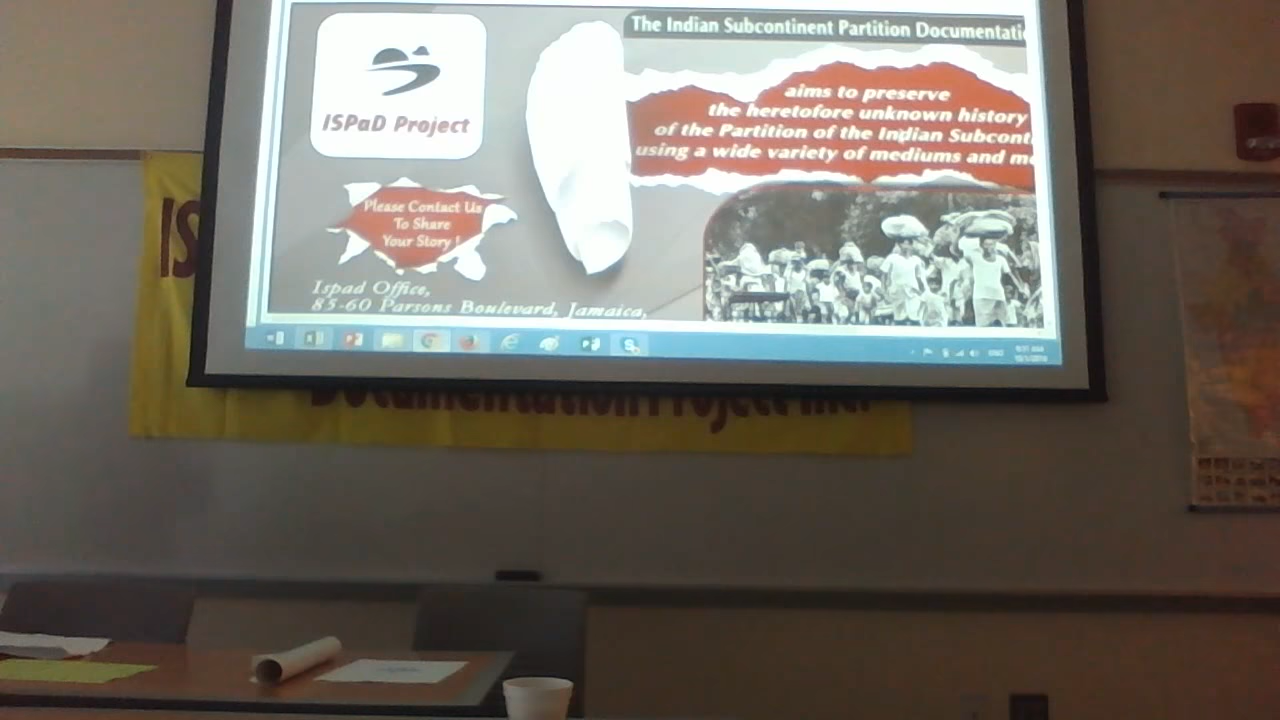 The Indian Subcontinent Partition Documentati
ISPaD Project
aims to preserve
the heretofore unknown history
of the Partition of the Indian Subcont
using a wide variety of mediums and m
Please Contact Us
To Share
Your Story !
Ispad Office,
85-60 Parsons Boulevard, Jamaica,
IS
Documentation Project Inc.